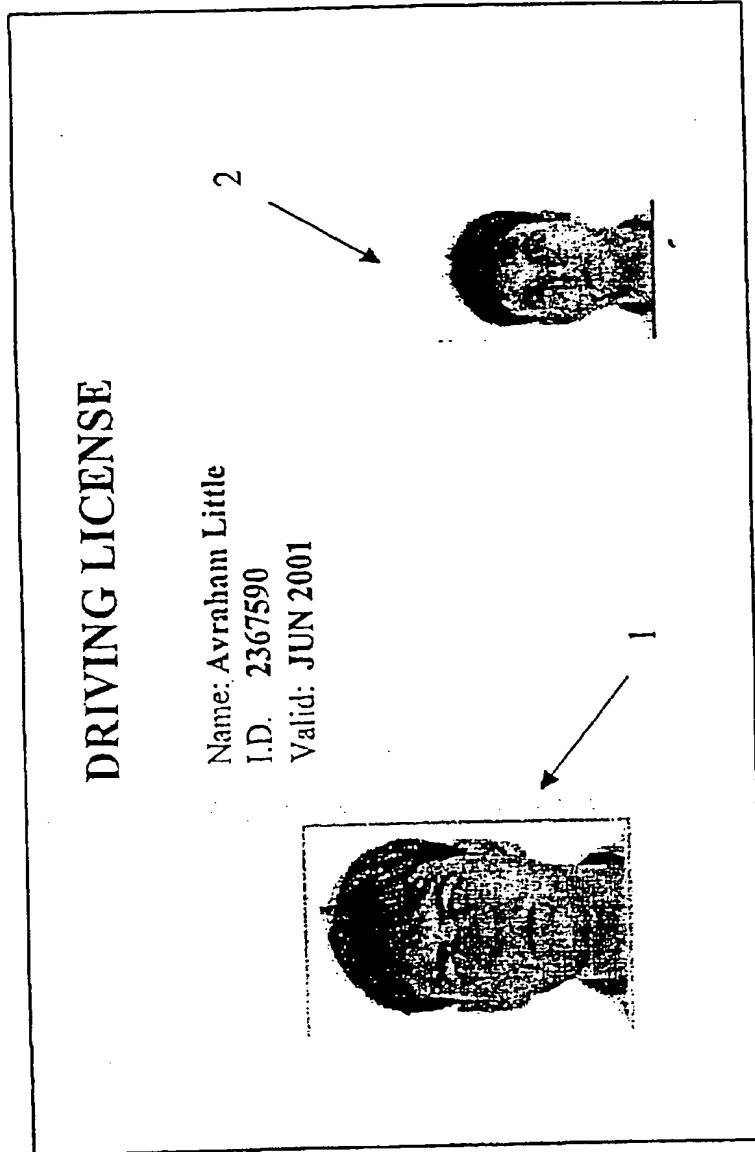 DRIVING LICENSE
Name: Avraham Little
I.D. 2367590
Valid: JUN 2001
2
1